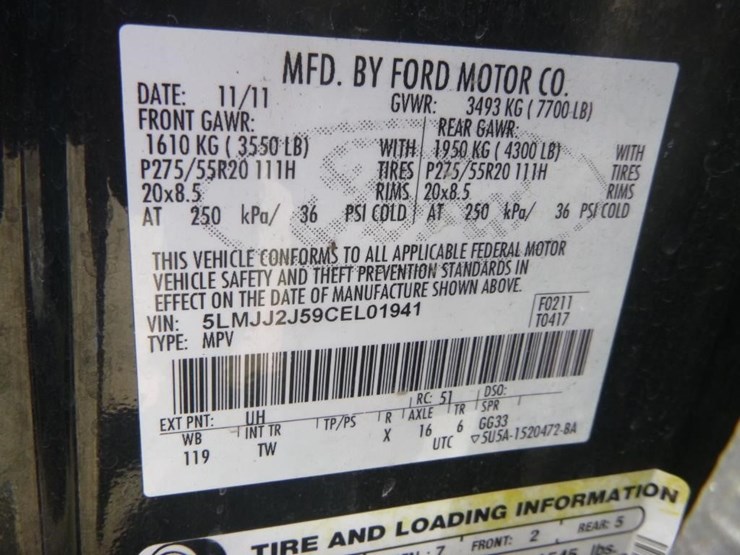 MFD. BY FORD MOTOR CO.
DATE: 11/11 GVWR: 3493 KG ( 7700 LB)
FRONT GAWR: REAR GAWR:
1610 KG ( 3550 LB) WITH 1950 KG ( 4300 LB) WITH
P275/55R20 111H TIRES P275/55R20 111H TIRES
20x8.5 RIMS 20x8.5 RIMS
AT 250 kPa/ 36 PSI COLD AT 250 kPa/ 36 PSI COLD
THIS VEHICLE CONFORMS TO ALL APPLICABLE FEDERAL MOTOR
VEHICLE SAFETY AND THEFT PREVENTION STANDARDS IN
EFFECT ON THE DATE OF MANUFACTURE SHOWN ABOVE.
VIN: 5LMJJ2J59CEL01941 F0211
TYPE: MPV T0417
EXT PNT: UH RC: 51 DSO:
WB INT TR TP/PS R AXLE TR SPR
119 TW X 16 6 GG33
UTC 5U5A-1520472-BA
TIRE AND LOADING INFORMATION
7 FRONT: 2 REAR: 5
lbs.